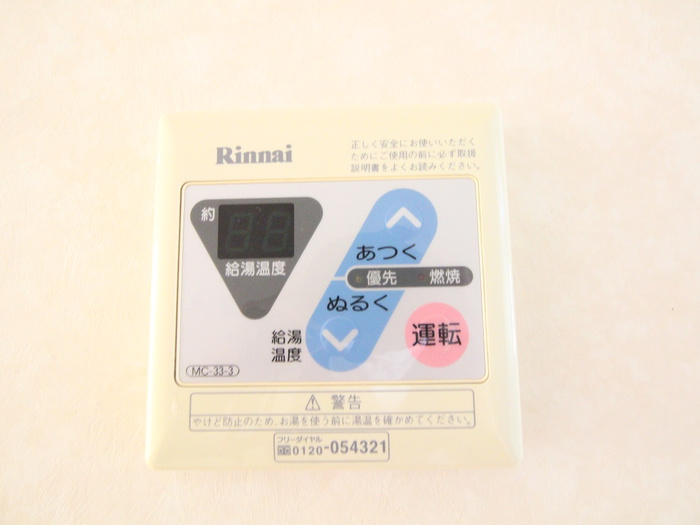 Rinnai
正しく安全にお使いいただく
ためにご使用の前に必ず取扱
説明書をよくお読みください。
約
給湯温度
あつく
優先 燃焼
ぬるく
給湯
温度
運転
MC-33-3
⚠ 警告
やけど防止のため、お湯を使う前に湯温を確かめてください。
フリーダイヤル
0120-054321